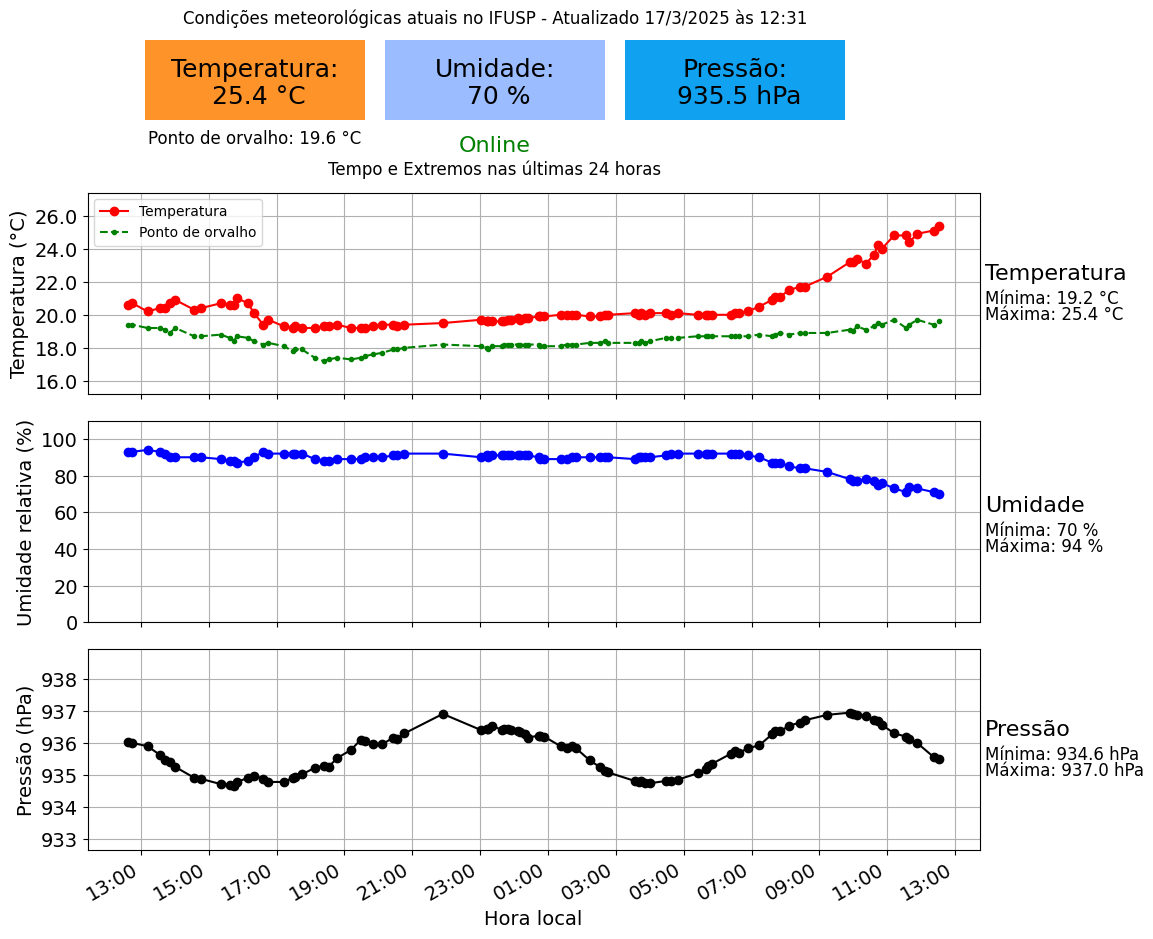 Condições meteorológicas atuais no IFUSP - Atualizado 17/3/2025 às 12:31
Temperatura:
25.4 °C
Umidade:
70 %
Pressão:
935.5 hPa
Ponto de orvalho: 19.6 °C
Online
Tempo e Extremos nas últimas 24 horas
Temperatura (°C)
26.0
24.0
22.0
20.0
18.0
16.0
Temperatura
Ponto de orvalho
Temperatura
Mínima: 19.2 °C
Máxima: 25.4 °C
Umidade relativa (%)
100
80
60
40
20
0
Umidade
Mínima: 70 %
Máxima: 94 %
Pressão (hPa)
938
937
936
935
934
933
Pressão
Mínima: 934.6 hPa
Máxima: 937.0 hPa
13:00 15:00 17:00 19:00 21:00 23:00 01:00 03:00 05:00 07:00 09:00 11:00 13:00
Hora local